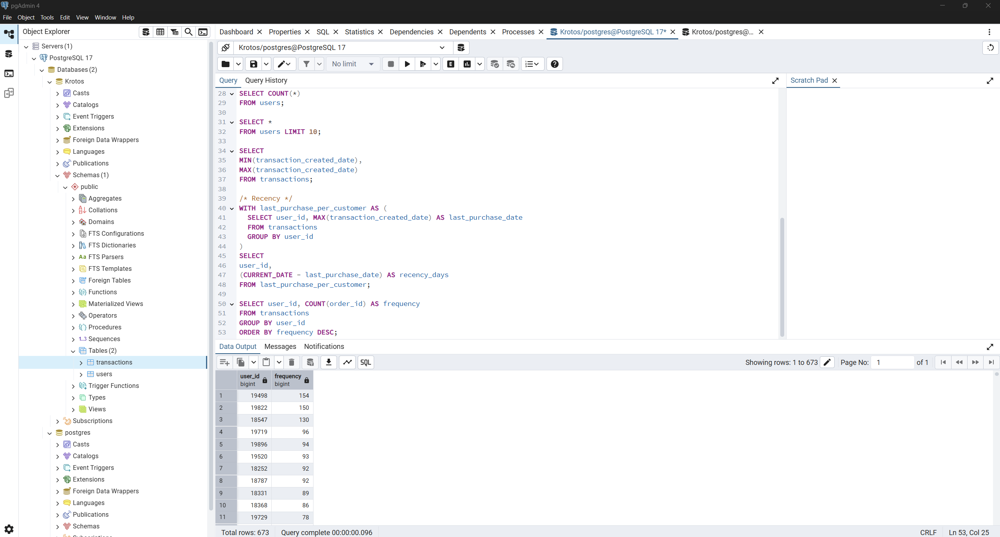 pgAdmin 4
File Object Tools Edit View Window Help
Object Explorer
Dashboard Properties SQL Statistics Dependencies Dependents Processes Krotos/postgres@PostgreSQL 17* Krotos/postgres@...
Servers (1)
PostgreSQL 17
Databases (2)
Krotos
Casts
Catalogs
Event Triggers
Extensions
Foreign Data Wrappers
Languages
Publications
Schemas (1)
public
Aggregates
Collations
Domains
FTS Configurations
FTS Dictionaries
Aa FTS Parsers
FTS Templates
Foreign Tables
Functions
Materialized Views
Operators
Procedures
1..3 Sequences
Tables (2)
transactions
users
Trigger Functions
Types
Views
Subscriptions
postgres
Casts
Catalogs
Event Triggers
Extensions
Foreign Data Wrappers
Languages
Publications
Schemas
Krotos/postgres@PostgreSQL 17
No limit
E
Query Query History
Scratch Pad
28 SELECT COUNT(*)
29 FROM users;
30
31 SELECT *
32 FROM users LIMIT 10;
33
34 SELECT
35 MIN(transaction_created_date),
36 MAX(transaction_created_date)
37 FROM transactions;
38
39 /* Recency */
40 WITH last_purchase_per_customer AS (
41 SELECT user_id, MAX(transaction_created_date) AS last_purchase_date
42 FROM transactions
43 GROUP BY user_id
44 )
45 SELECT
46 user_id,
47 (CURRENT_DATE - last_purchase_date) AS recency_days
48 FROM last_purchase_per_customer;
49
50 SELECT user_id, COUNT(order_id) AS frequency
51 FROM transactions
52 GROUP BY user_id
53 ORDER BY frequency DESC;
Data Output Messages Notifications
SQL
Showing rows: 1 to 673 Page No: 1 of 1
user_id frequency
bigint bigint
1 19498 154
2 19822 150
3 18547 130
4 19719 96
5 19896 94
6 19520 93
7 18252 92
8 18787 92
9 18331 89
10 18368 86
11 19729 78
Total rows: 673 Query complete 00:00:00.096 CRLF Ln 53, Col 25